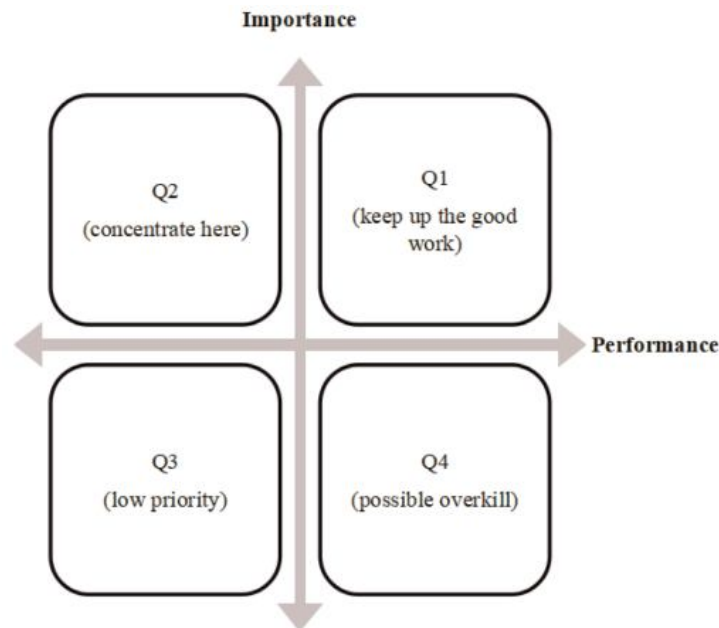 Importance
Q2
(concentrate here)
Q1
(keep up the good
work)
Performance
Q3
(low priority)
Q4
(possible overkill)